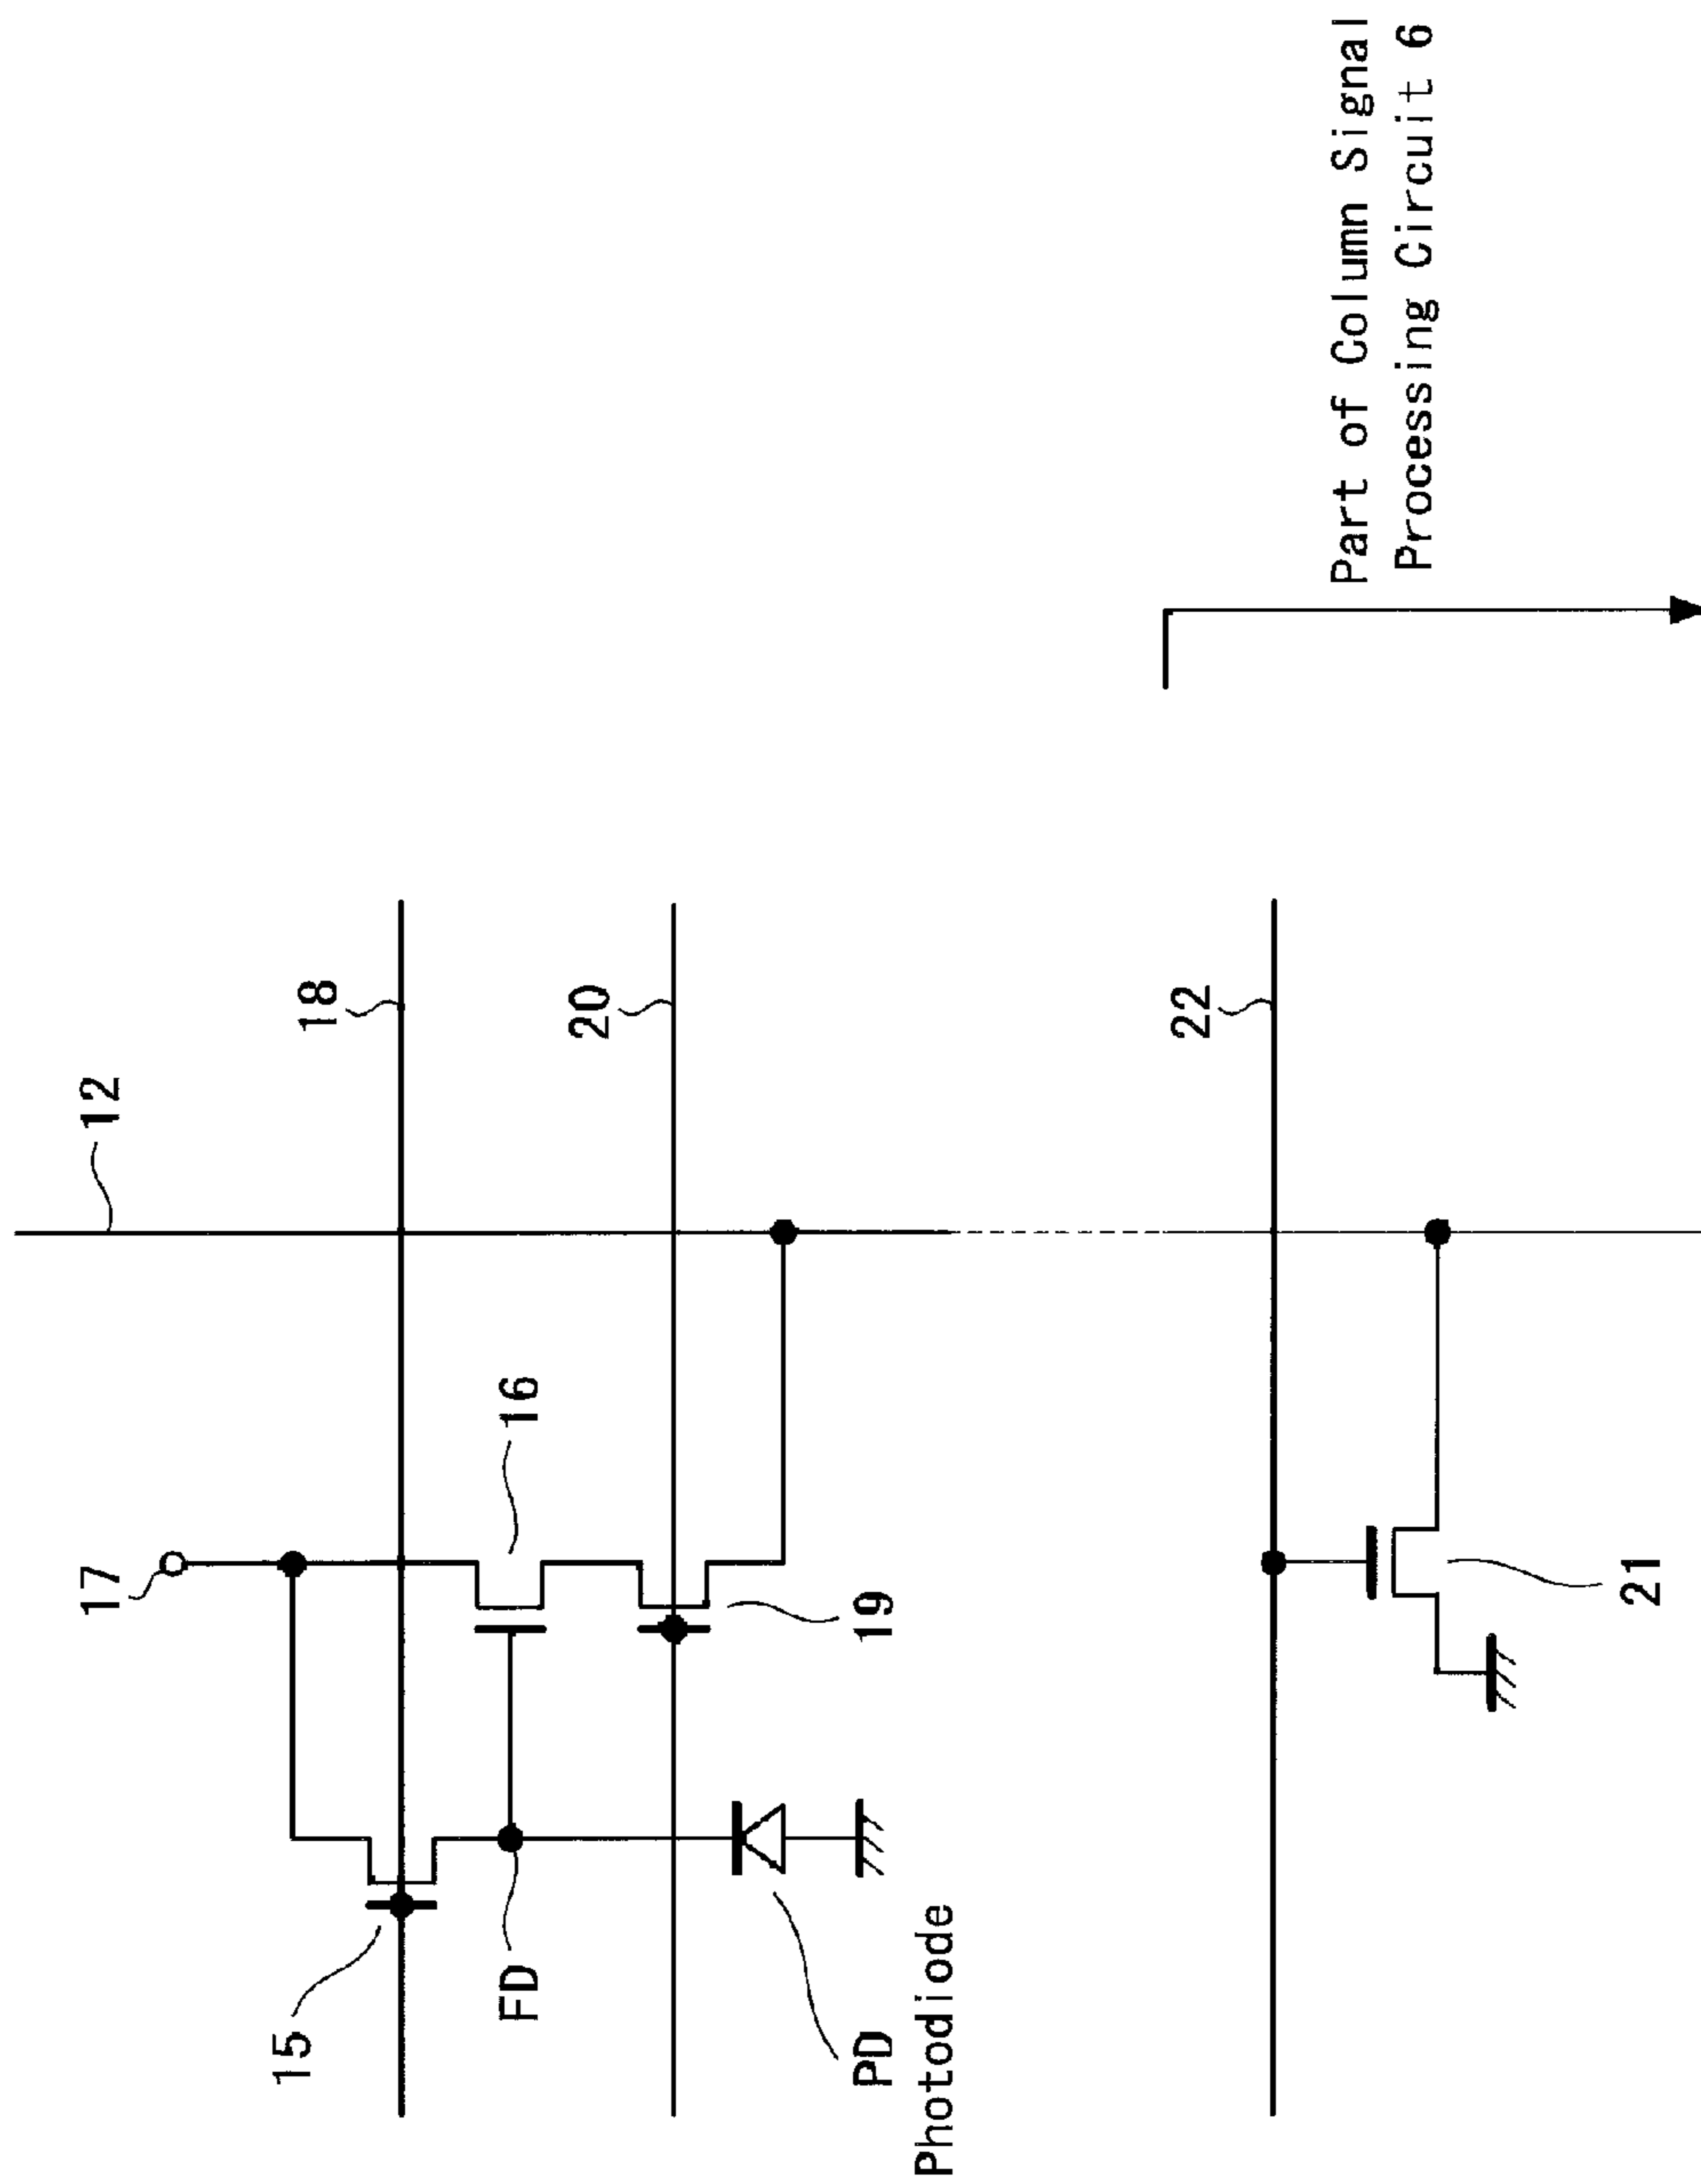 12
17
18
16
15
20
FD
19
PD
Photodiode
22
21
Part of Column Signal
Processing Circuit 6